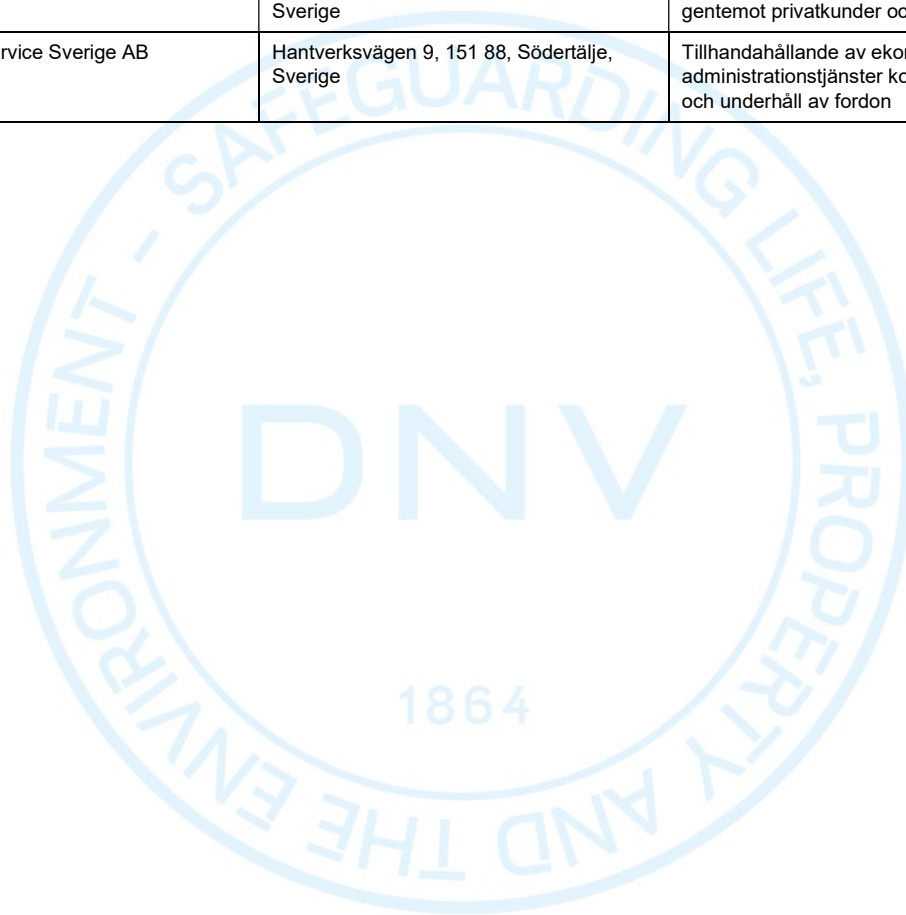 Sverige
gentemot privatkunder oc
rvice Sverige AB
Hantverksvägen 9, 151 88, Södertälje,
Sverige
Tillhandahållande av ekor
administrationstjänster ko
och underhåll av fordon
SAFEGUARDING LIFE, PROPERTY AND THE ENVIRONMENT -
DNV
1864